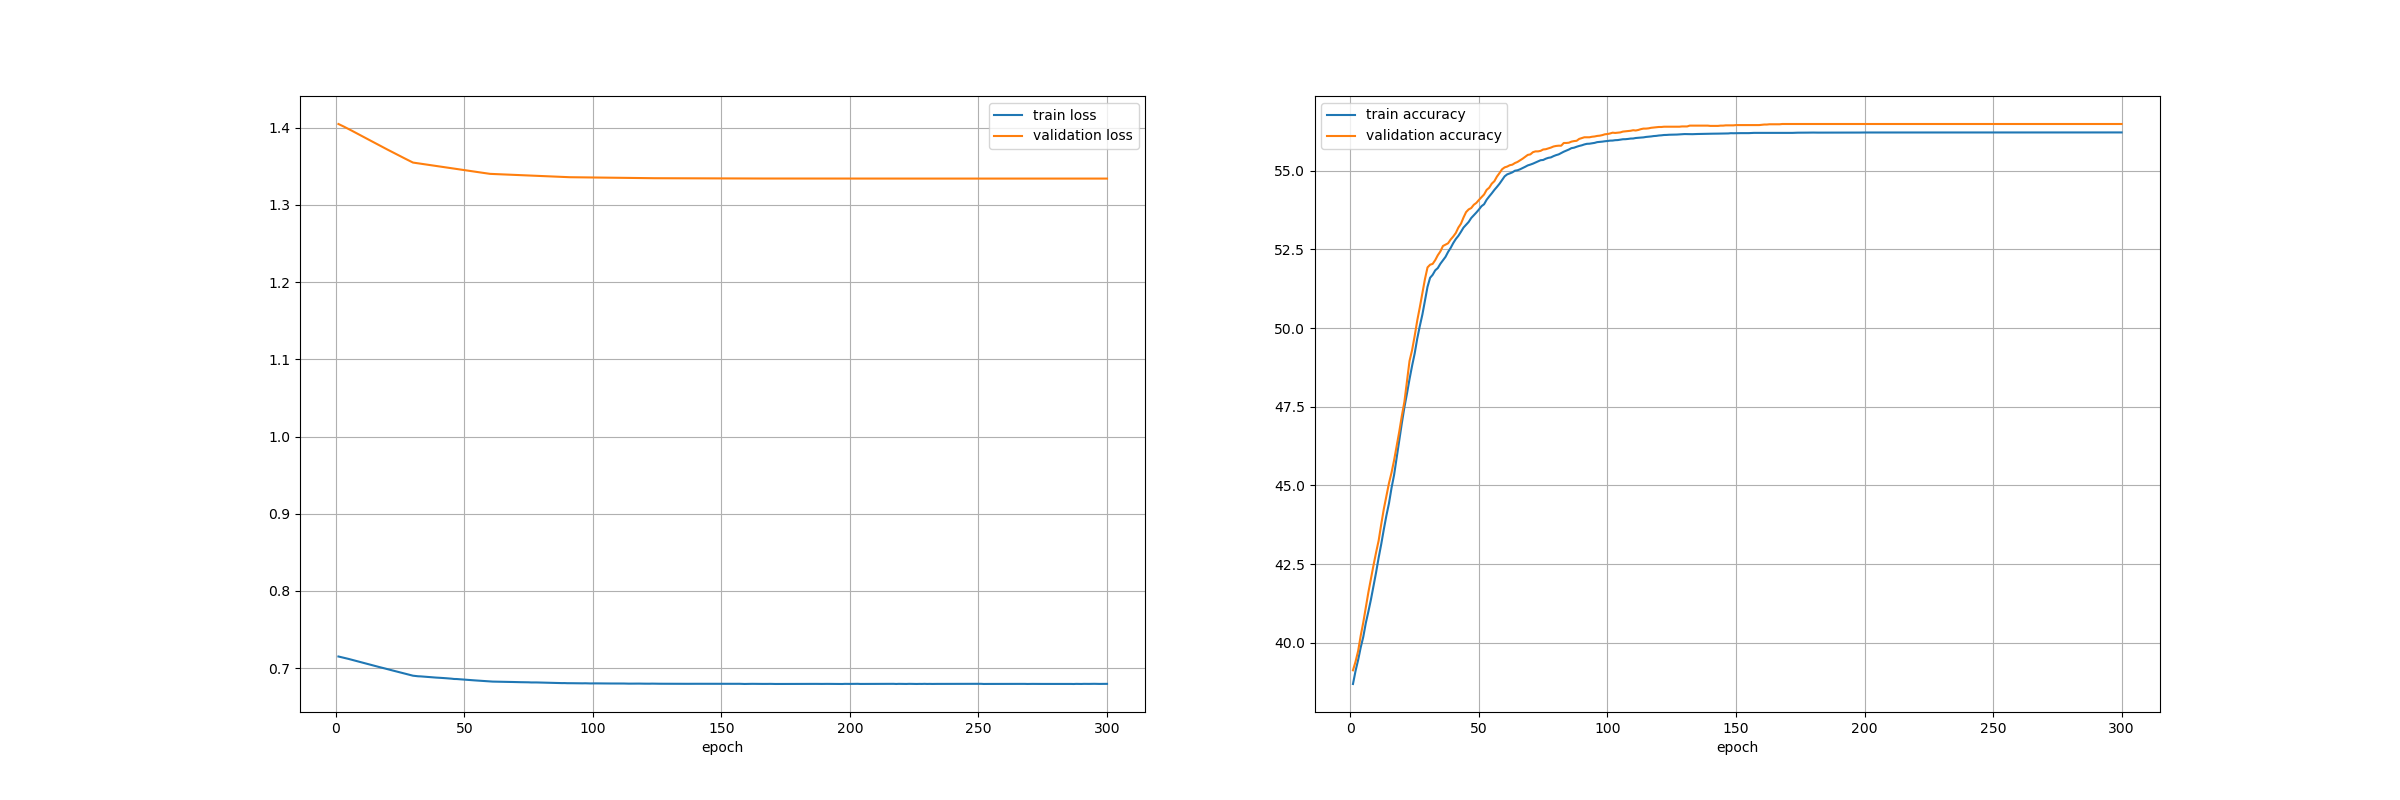 train loss
validation loss
1.4
1.3
1.2
1.1
1.0
0.9
0.8
0.7
0 50 100 150 200 250 300
epoch
train accuracy
validation accuracy
55.0
52.5
50.0
47.5
45.0
42.5
40.0
0 50 100 150 200 250 300
epoch